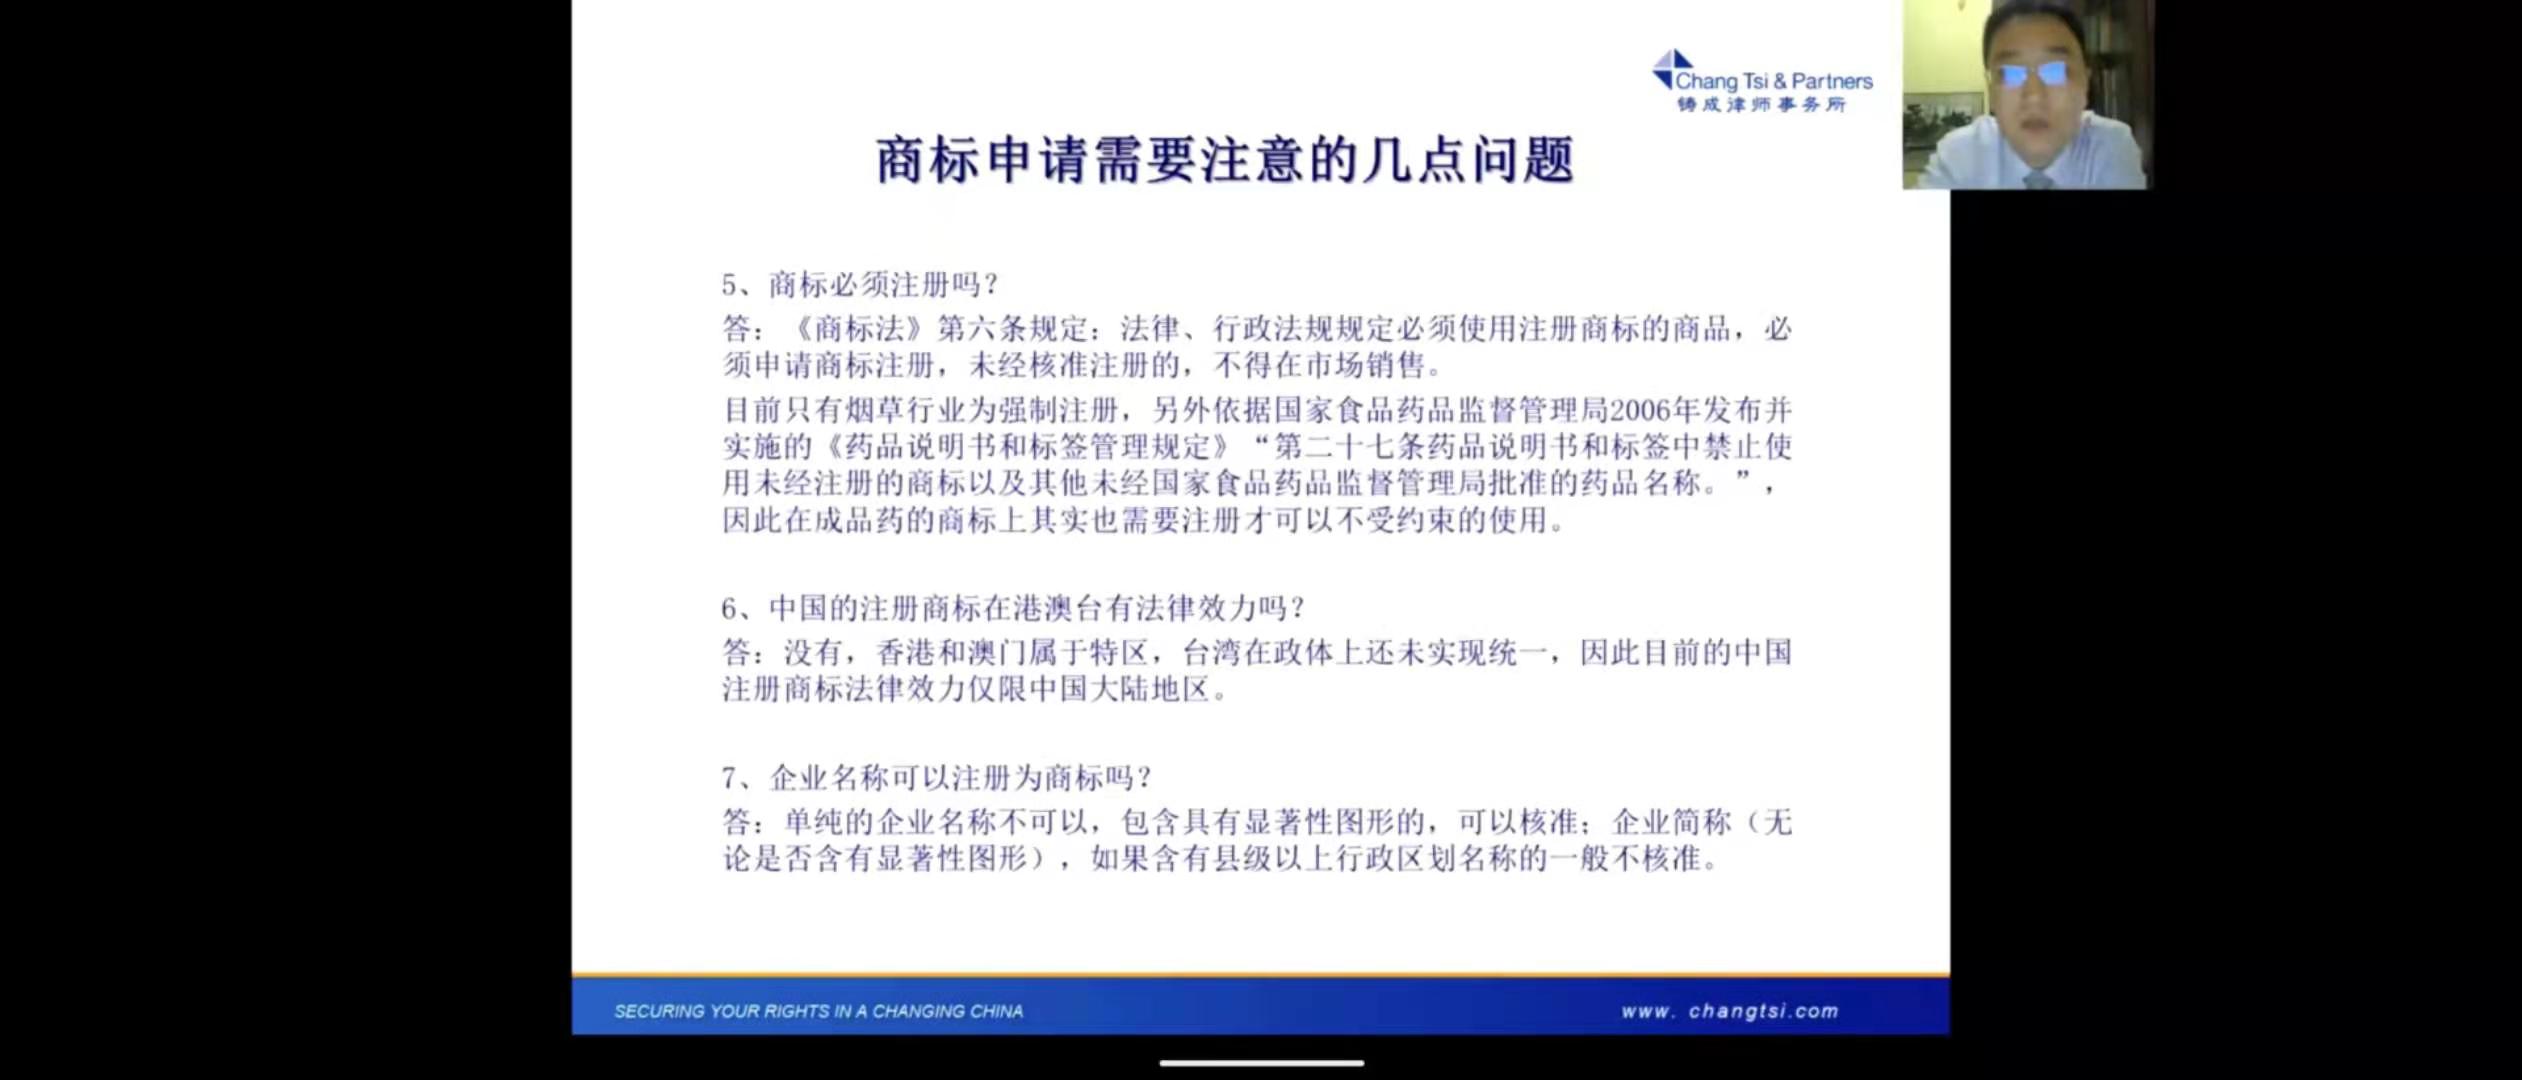 Chang Tsi & Partners
铸成律师事务所
商标申请需要注意的几点问题
5、商标必须注册吗？
答：《商标法》第六条规定：法律、行政法规规定必须使用注册商标的商品，必
须申请商标注册，未经核准注册的，不得在市场销售。
目前只有烟草行业为强制注册，另外依据国家食品药品监督管理局2006年发布并
实施的《药品说明书和标签管理规定》“第二十七条药品说明书和标签中禁止使
用未经注册的商标以及其他未经国家食品药品监督管理局批准的药品名称。”，
因此在成品药的商标上其实也需要注册才可以不受约束的使用。
6、中国的注册商标在港澳台有法律效力吗？
答：没有，香港和澳门属于特区，台湾在政体上还未实现统一，因此目前的中国
注册商标法律效力仅限中国大陆地区。
7、企业名称可以注册为商标吗？
答：单纯的企业名称不可以，包含具有显著性图形的，可以核准；企业简称（无
论是否含有显著性图形），如果含有县级以上行政区划名称的一般不核准。
SECURING YOUR RIGHTS IN A CHANGING CHINA
www. changtsi.com